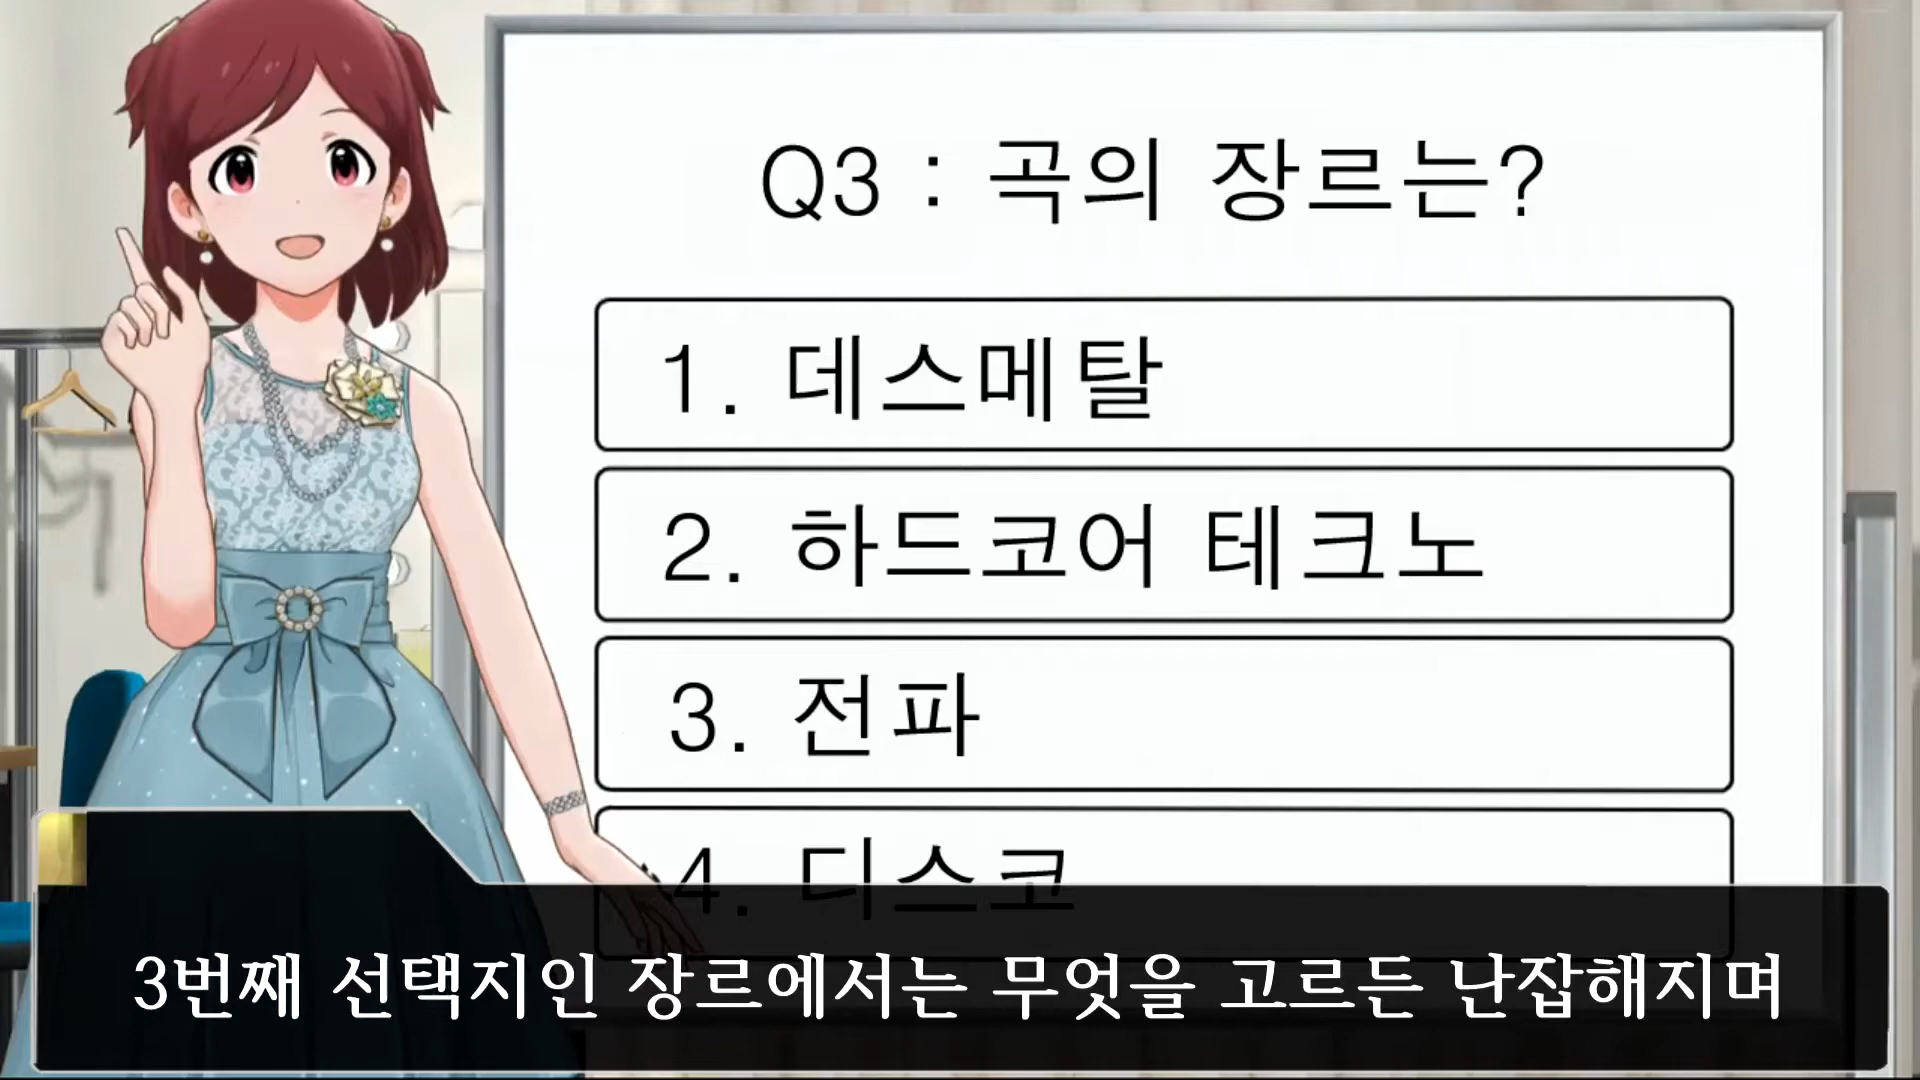 Q3 : 곡의 장르는?
1. 데스메탈
2. 하드코어 테크노
3. 전파
4. 디스코
3번째 선택지인 장르에서는 무엇을 고르든 난잡해지며